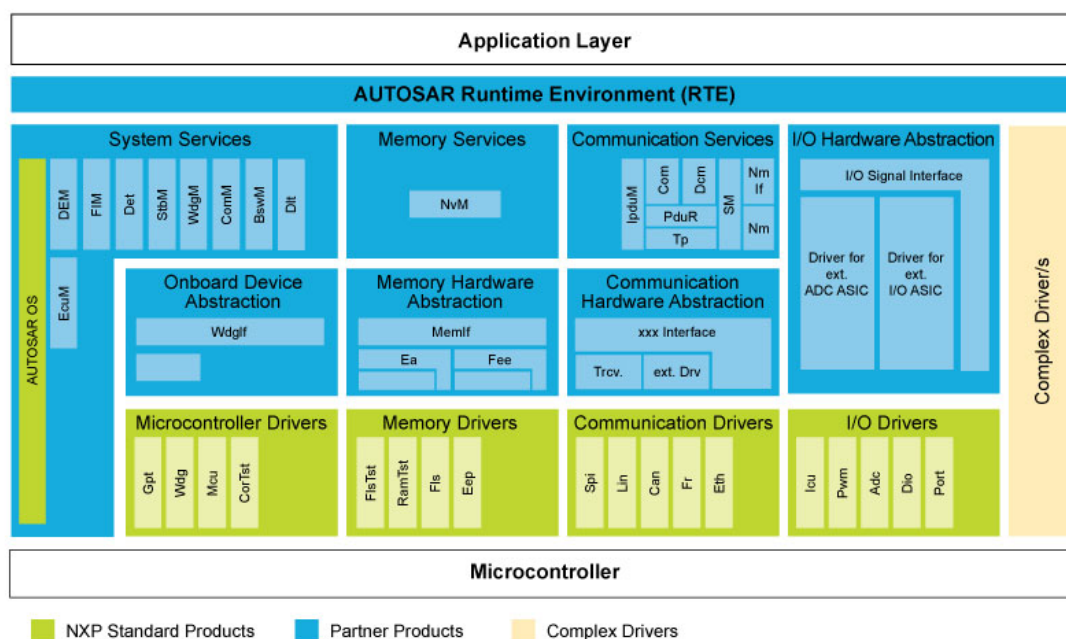 Application Layer
AUTOSAR Runtime Environment (RTE)
System Services
AUTOSAR OS
DEM
FIM
Det
StbM
WdgM
ComM
BswM
Dlt
EcuM
Memory Services
NvM
Communication Services
IpduM
Com
Dcm
PduR
Tp
SM
Nm
If
Nm
I/O Hardware Abstraction
I/O Signal Interface
Driver for
ext.
ADC ASIC
Driver for
ext.
I/O ASIC
Complex Driver/s
Onboard Device
Abstraction
WdgIf
Memory Hardware
Abstraction
MemIf
Ea
Fee
Communication
Hardware Abstraction
xxx Interface
Trcv.
ext. Drv
Microcontroller Drivers
Gpt
Wdg
Mcu
CorTst
Memory Drivers
FlsTst
RamTst
Fls
Eep
Communication Drivers
Spi
Lin
Can
Fr
Eth
I/O Drivers
Icu
Pwm
Adc
Dio
Port
Microcontroller
NXP Standard Products
Partner Products
Complex Drivers